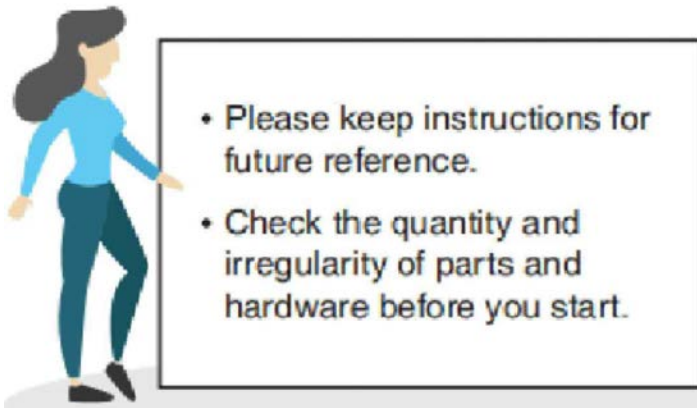 • Please keep instructions for
future reference.
• Check the quantity and
irregularity of parts and
hardware before you start.